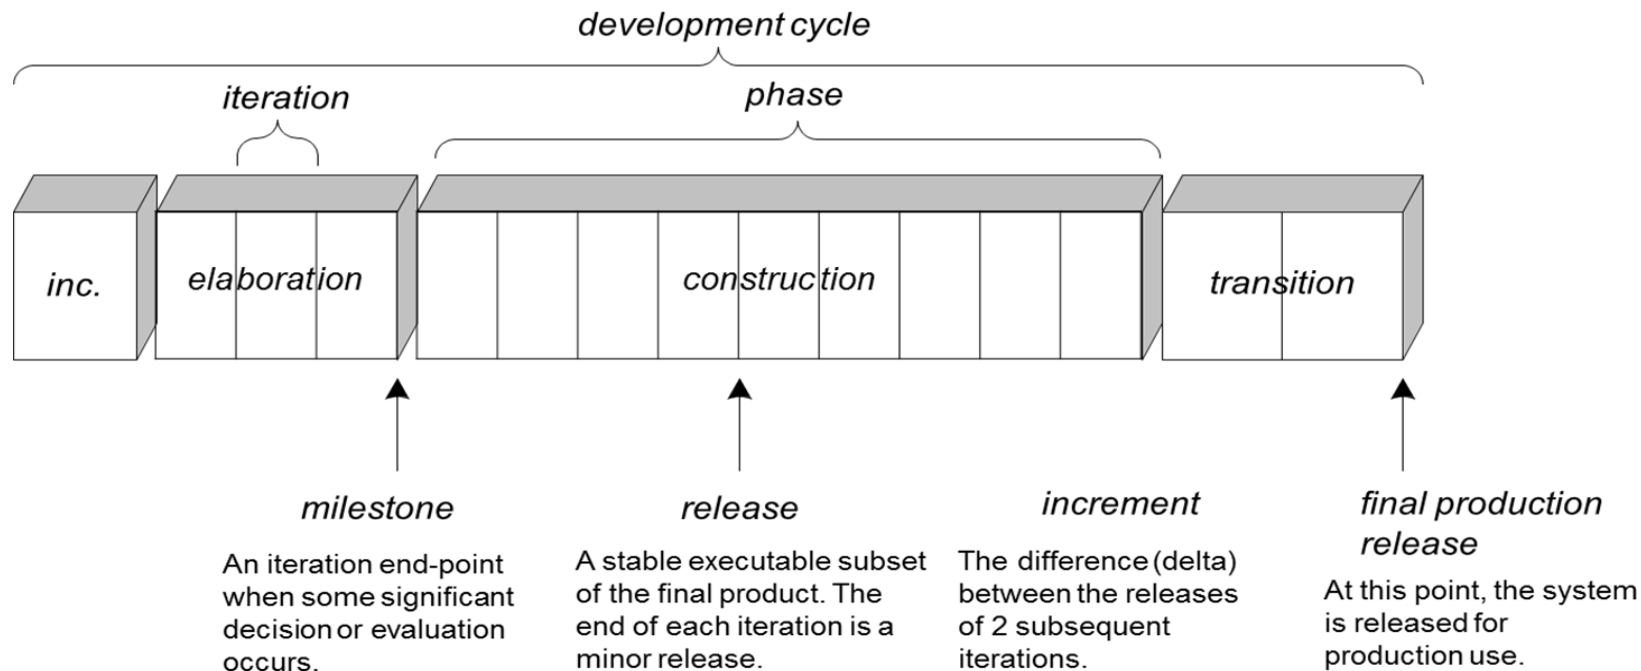 development cycle
iteration
phase
inc.
elaboration
construction
transition
milestone
An iteration end-point
when some significant
decision or evaluation
occurs.
release
A stable executable subset
of the final product. The
end of each iteration is a
minor release.
increment
The difference (delta)
between the releases
of 2 subsequent
iterations.
final production
release
At this point, the system
is released for
production use.